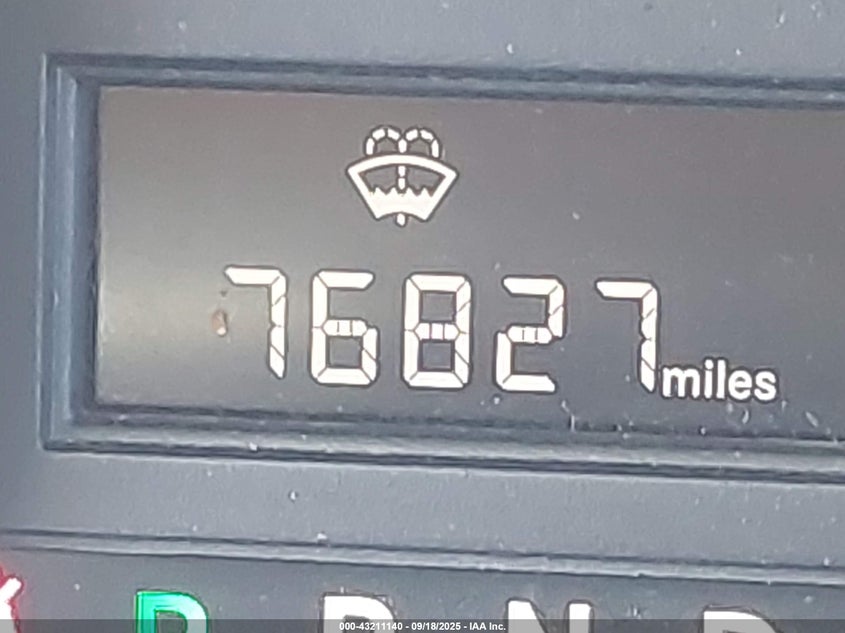 76827 miles
P R N D
000-43211140 - 09/18/2025 - IAA Inc.